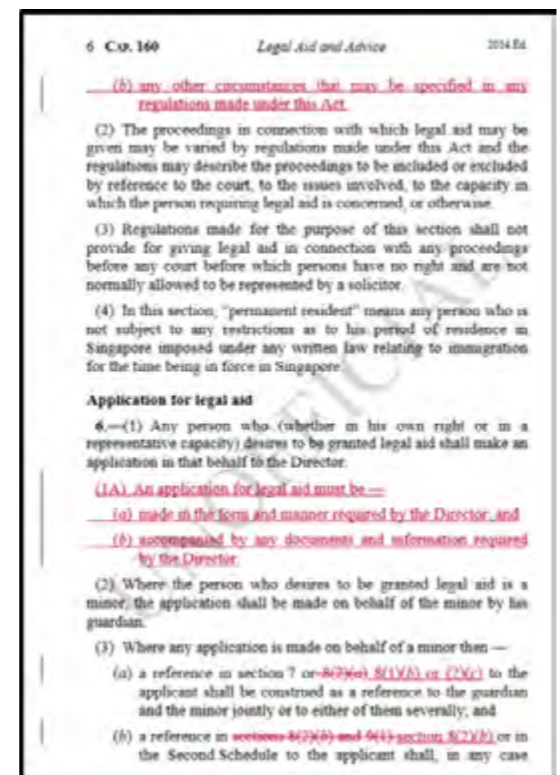 6 CAP. 160 Legal Aid and Advice 2014 Ed.
(b) any other circumstances that may be specified in any
regulations made under this Act.
(2) The proceedings in connection with which legal aid may be
given may be varied by regulations made under this Act and the
regulations may describe the proceedings to be included or excluded
by reference to the court, to the issues involved, to the capacity in
which the person requiring legal aid is concerned, or otherwise.
(3) Regulations made for the purpose of this section shall not
provide for giving legal aid in connection with any proceedings
before any court before which persons have no right and are not
normally allowed to be represented by a solicitor.
(4) In this section, "permanent resident" means any person who is
not subject to any restrictions as to his period of residence in
Singapore imposed under any written law relating to immigration
for the time being in force in Singapore.
Application for legal aid
6.—(1) Any person who (whether in his own right or in a
representative capacity) desires to be granted legal aid shall make an
application in that behalf to the Director.
(1A) An application for legal aid must be —
(a) made in the form and manner required by the Director; and
(b) accompanied by any documents and information required
by the Director.
(2) Where the person who desires to be granted legal aid is a
minor, the application shall be made on behalf of the minor by his
guardian.
(3) Where any application is made on behalf of a minor then —
(a) a reference in section 7 or 8(2)(a) 8(1)(b) or (2)(c) to the
applicant shall be construed as a reference to the guardian
and the minor jointly or to either of them severally; and
(b) a reference in sections 8(2)(b) and 9(1) section 8(2)(b) or in
the Second Schedule to the applicant shall, in any case
UNOFFICIAL